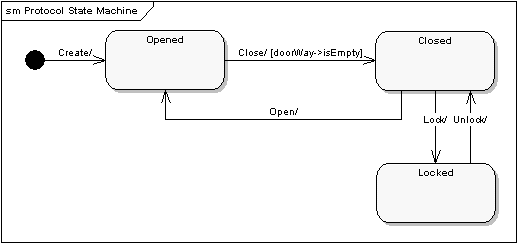 sm Protocol State Machine
Opened
Closed
Create/
Close/ [doorWay->isEmpty]
Open/
Lock/
Unlock/
Locked